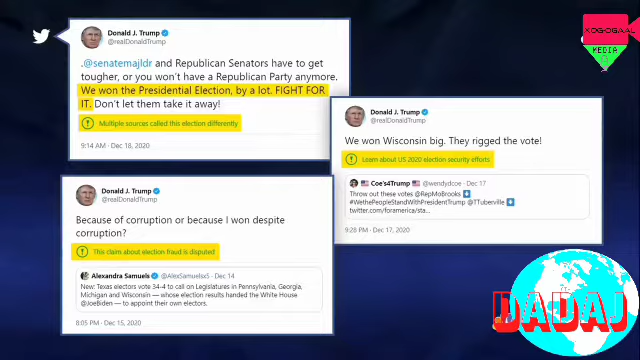 Donald J. Trump
@realDonaldTrump
.@senatemajldr and Republican Senators have to get
tougher, or you won't have a Republican Party anymore.
We won the Presidential Election, by a lot. FIGHT FOR
IT. Don't let them take it away!
Multiple sources called this election differently
9:14 AM - Dec 18, 2020
Donald J. Trump
@realDonaldTrump
We won Wisconsin big. They rigged the vote!
Learn about US 2020 election security efforts
Coe's4Trump @wendydcoe · Dec 17
Throw out these votes @RepMoBrooks
#WethePeopleStandWithPresidentTrump @TTuberville
twitter.com/foramerica/sta...
9:28 PM - Dec 17, 2020
Donald J. Trump
@realDonaldTrump
Because of corruption or because I won despite
corruption?
This claim about election fraud is disputed
Alexandra Samuels @AlexSamuelsx5 · Dec 14
New: Texas electors vote 34-4 to call on Legislatures in Pennsylvania, Georgia,
Michigan and Wisconsin — whose election results handed the White House
@JoeBiden — to appoint their own electors.
8:05 PM - Dec 15, 2020
XOGOGAAL
MEDIA
DADAJ